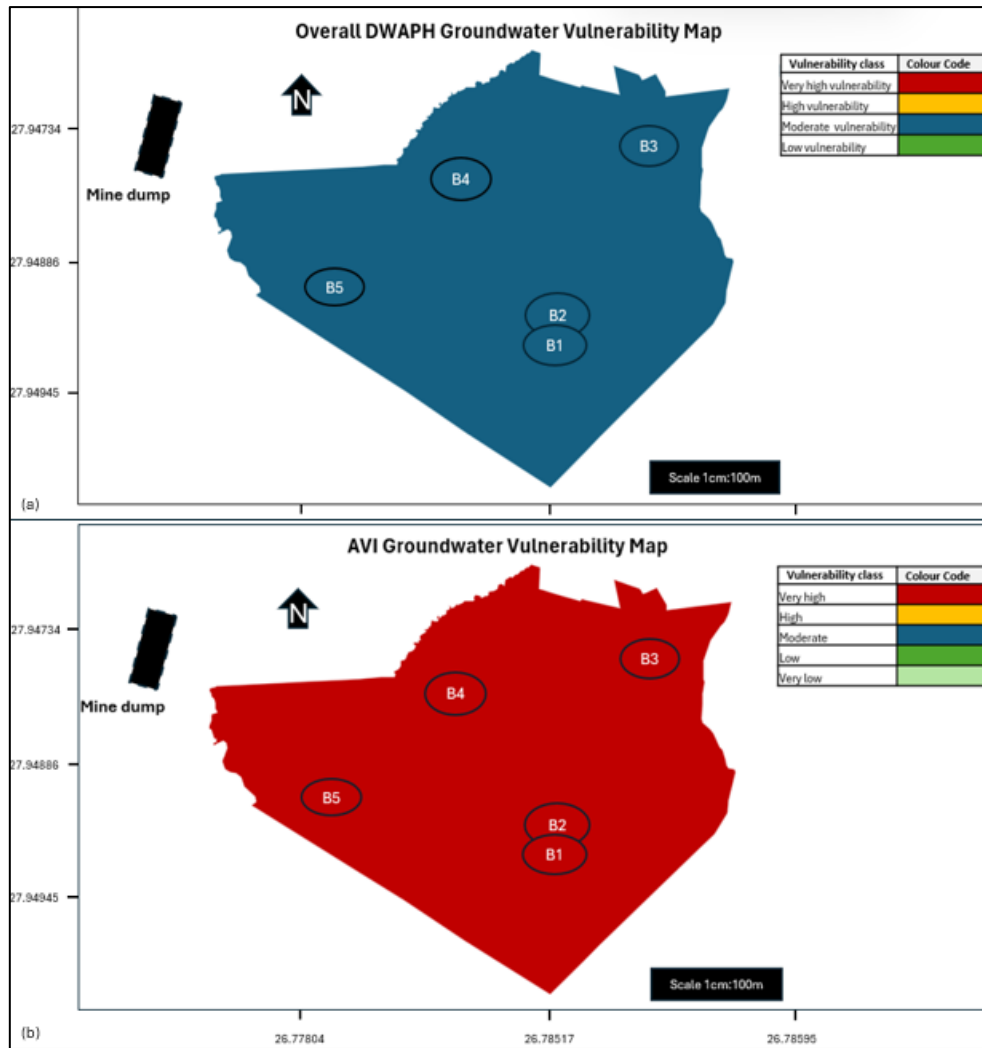 Overall DWAPH Groundwater Vulnerability Map
Vulnerability class Colour Code
Very high vulnerability
High vulnerability
Moderate vulnerability
Low vulnerability
N
27.94734
Mine dump
B3
B4
27.94886
B5
B2
B1
27.94945
Scale 1cm:100m
(a)
AVI Groundwater Vulnerability Map
Vulnerability class Colour Code
Very high
High
Moderate
Low
Very low
N
27.94734
B3
B4
Mine dump
27.94886
B5
B2
B1
27.94945
Scale 1cm:100m
(b)
26.77804 26.78517 26.78595